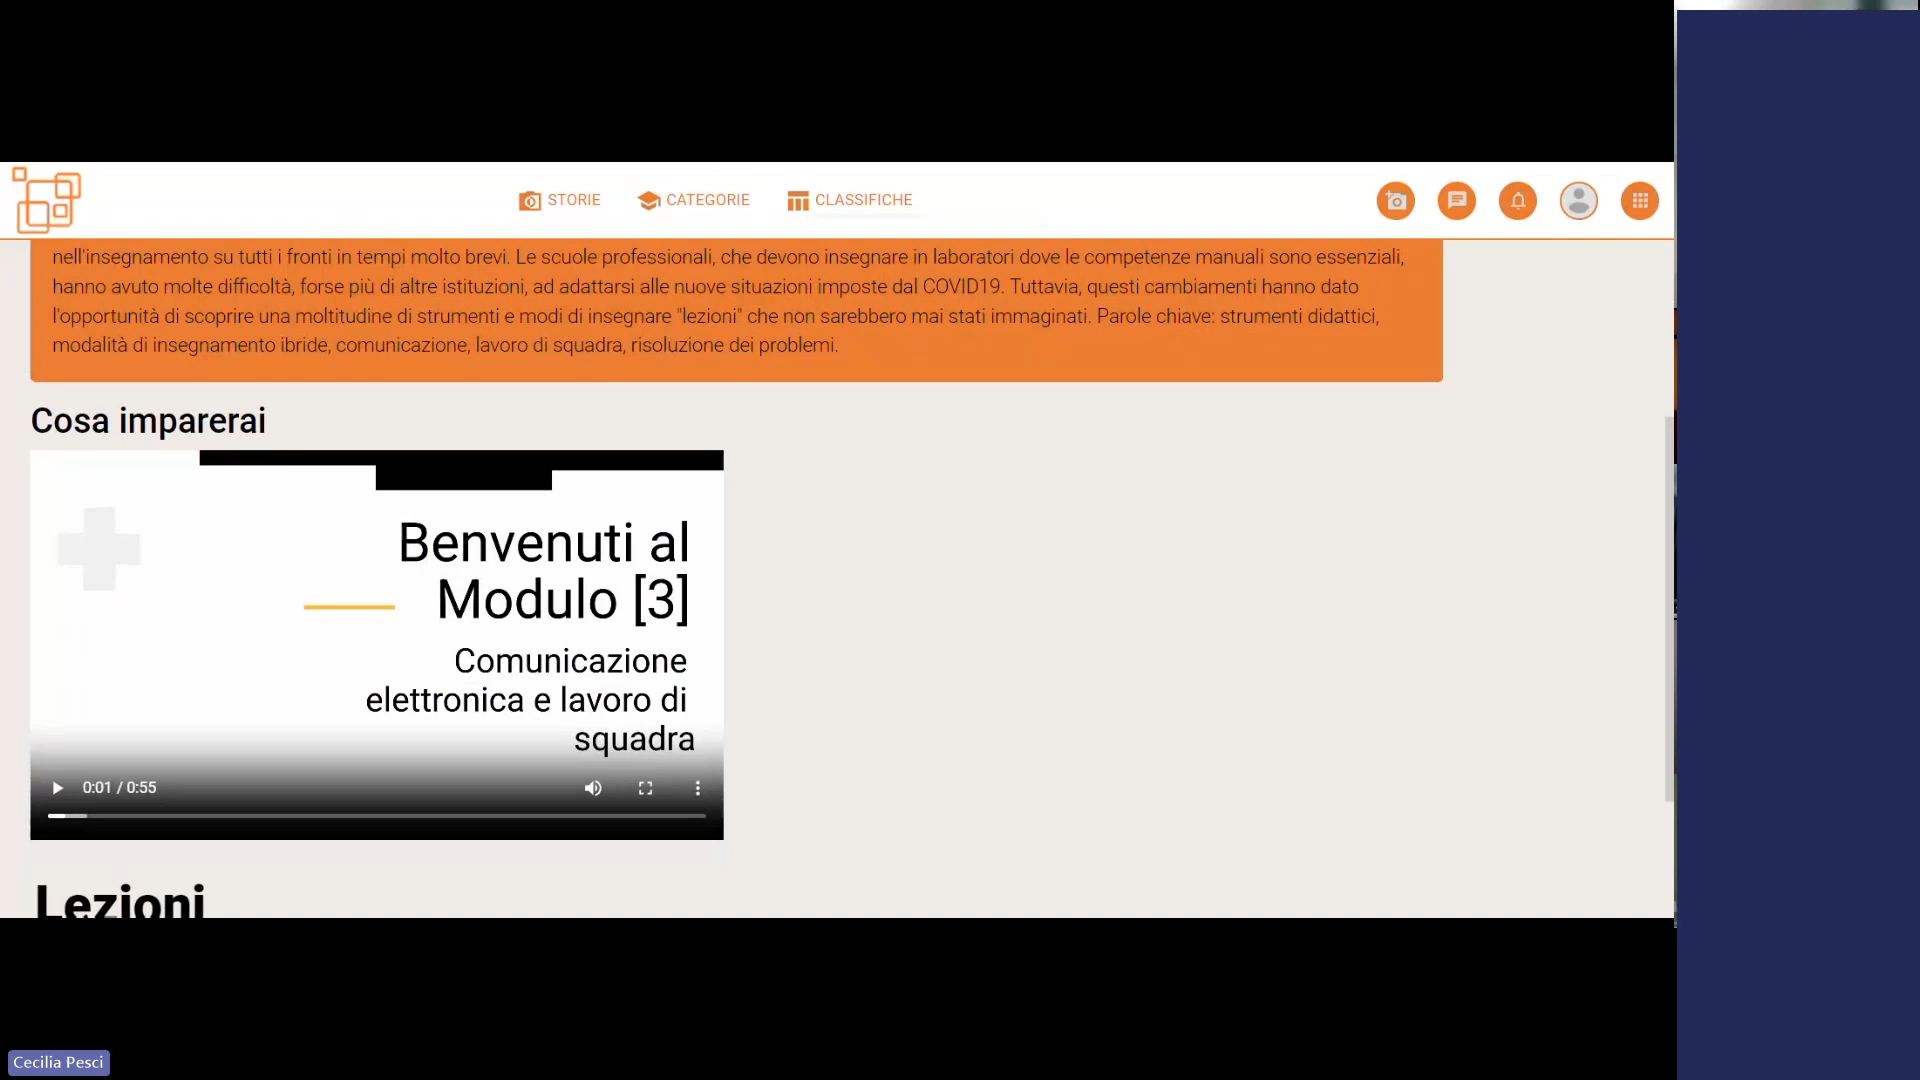 STORIE CATEGORIE CLASSIFICHE
nell'insegnamento su tutti i fronti in tempi molto brevi. Le scuole professionali, che devono insegnare in laboratori dove le competenze manuali sono essenziali,
hanno avuto molte difficoltà, forse più di altre istituzioni, ad adattarsi alle nuove situazioni imposte dal COVID19. Tuttavia, questi cambiamenti hanno dato
l'opportunità di scoprire una moltitudine di strumenti e modi di insegnare "lezioni" che non sarebbero mai stati immaginati. Parole chiave: strumenti didattici,
modalità di insegnamento ibride, comunicazione, lavoro di squadra, risoluzione dei problemi.
Cosa imparerai
Benvenuti al
Modulo [3]
Comunicazione
elettronica e lavoro di
squadra
0:01 / 0:55
Lezioni
Cecilia Pesci